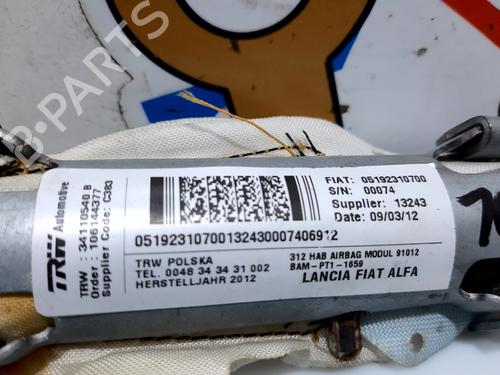 TRW Automotive
TRW : 34110540 B
Order : 106144377
Supplier Code: C383
FIAT: 05192310700
S/N: 00074
Supplier: 13243
Date: 09/03/12
05192310700132430007406912
TRW POLSKA
TEL. 0048 34 34 31 002
HERSTELLJAHR 2012
312 HAB AIRBAG MODUL 91012
BAM-PT1-1659
LANCIA FIAT ALFA
B-PARTS